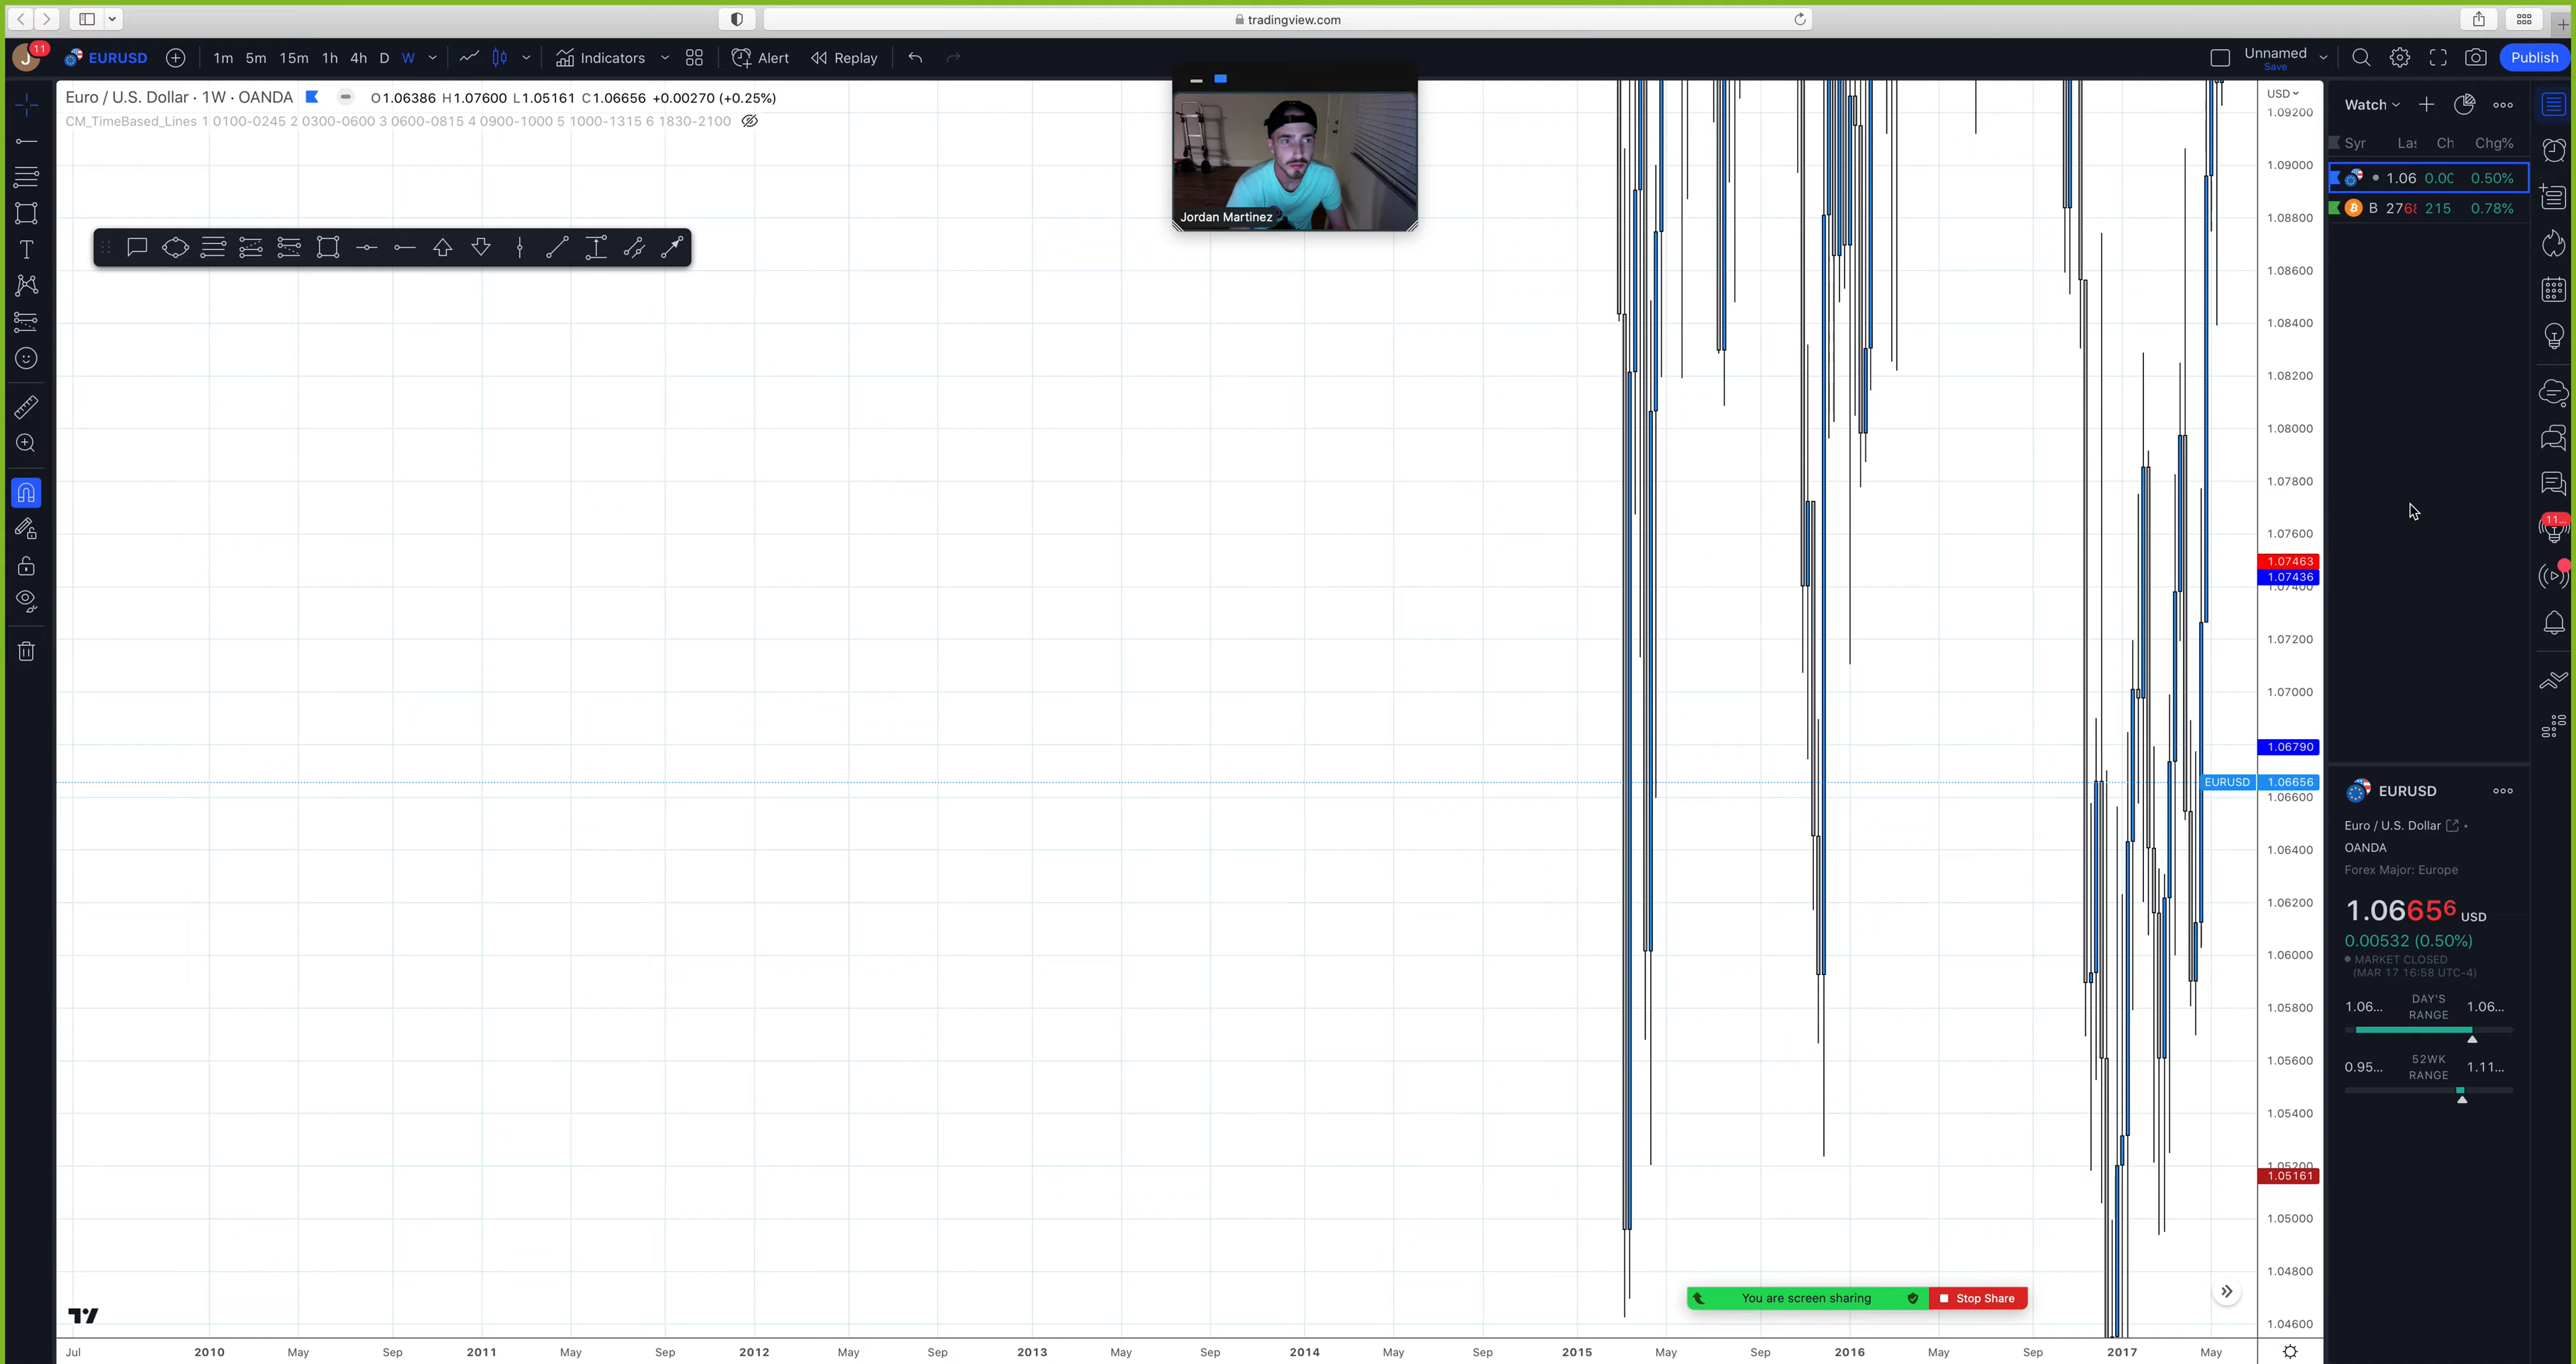 tradingview.com
J 11 EURUSD 1m 5m 15m 1h 4h D W Indicators Alert Replay Unnamed Save Publish
Euro / U.S. Dollar · 1W · OANDA O1.06386 H1.07600 L1.05161 C1.06656 +0.00270 (+0.25%)
CM_TimeBased_Lines 1 0100-0245 2 0300-0600 3 0600-0815 4 0900-1000 5 1000-1315 6 1830-2100
Jordan Martinez
USD
1.09200
1.09000
1.08800
1.08600
1.08400
1.08200
1.08000
1.07800
1.07600
1.07463
1.07436
1.07400
1.07200
1.07000
1.06790
EURUSD 1.06656
1.06600
1.06400
1.06200
1.06000
1.05800
1.05600
1.05400
1.05200
1.05161
1.05000
1.04800
1.04600
You are screen sharing Stop Share
Jul 2010 May Sep 2011 May Sep 2012 May Sep 2013 May Sep 2014 May Sep 2015 May Sep 2016 May Sep 2017 May
Watch
Syr Las Ch Chg%
1.06 0.00 0.50%
B 2768 215 0.78%
11...
EURUSD
Euro / U.S. Dollar
OANDA
Forex Major: Europe
1.06656 USD
0.00532 (0.50%)
MARKET CLOSED
(MAR 17 16:58 UTC-4)
1.06... DAY'S RANGE 1.06...
0.95... 52WK RANGE 1.11...